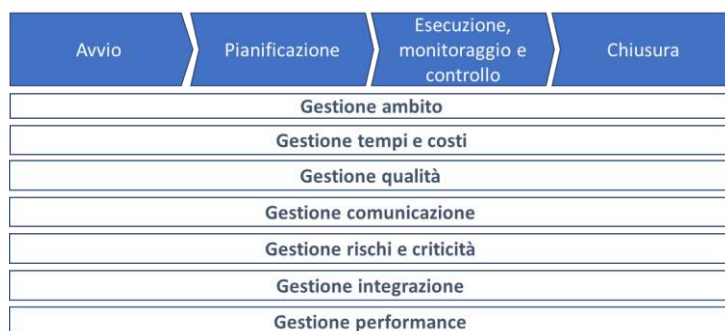 Avvio
Pianificazione
Esecuzione,
monitoraggio e
controllo
Chiusura
Gestione ambito
Gestione tempi e costi
Gestione qualità
Gestione comunicazione
Gestione rischi e criticità
Gestione integrazione
Gestione performance